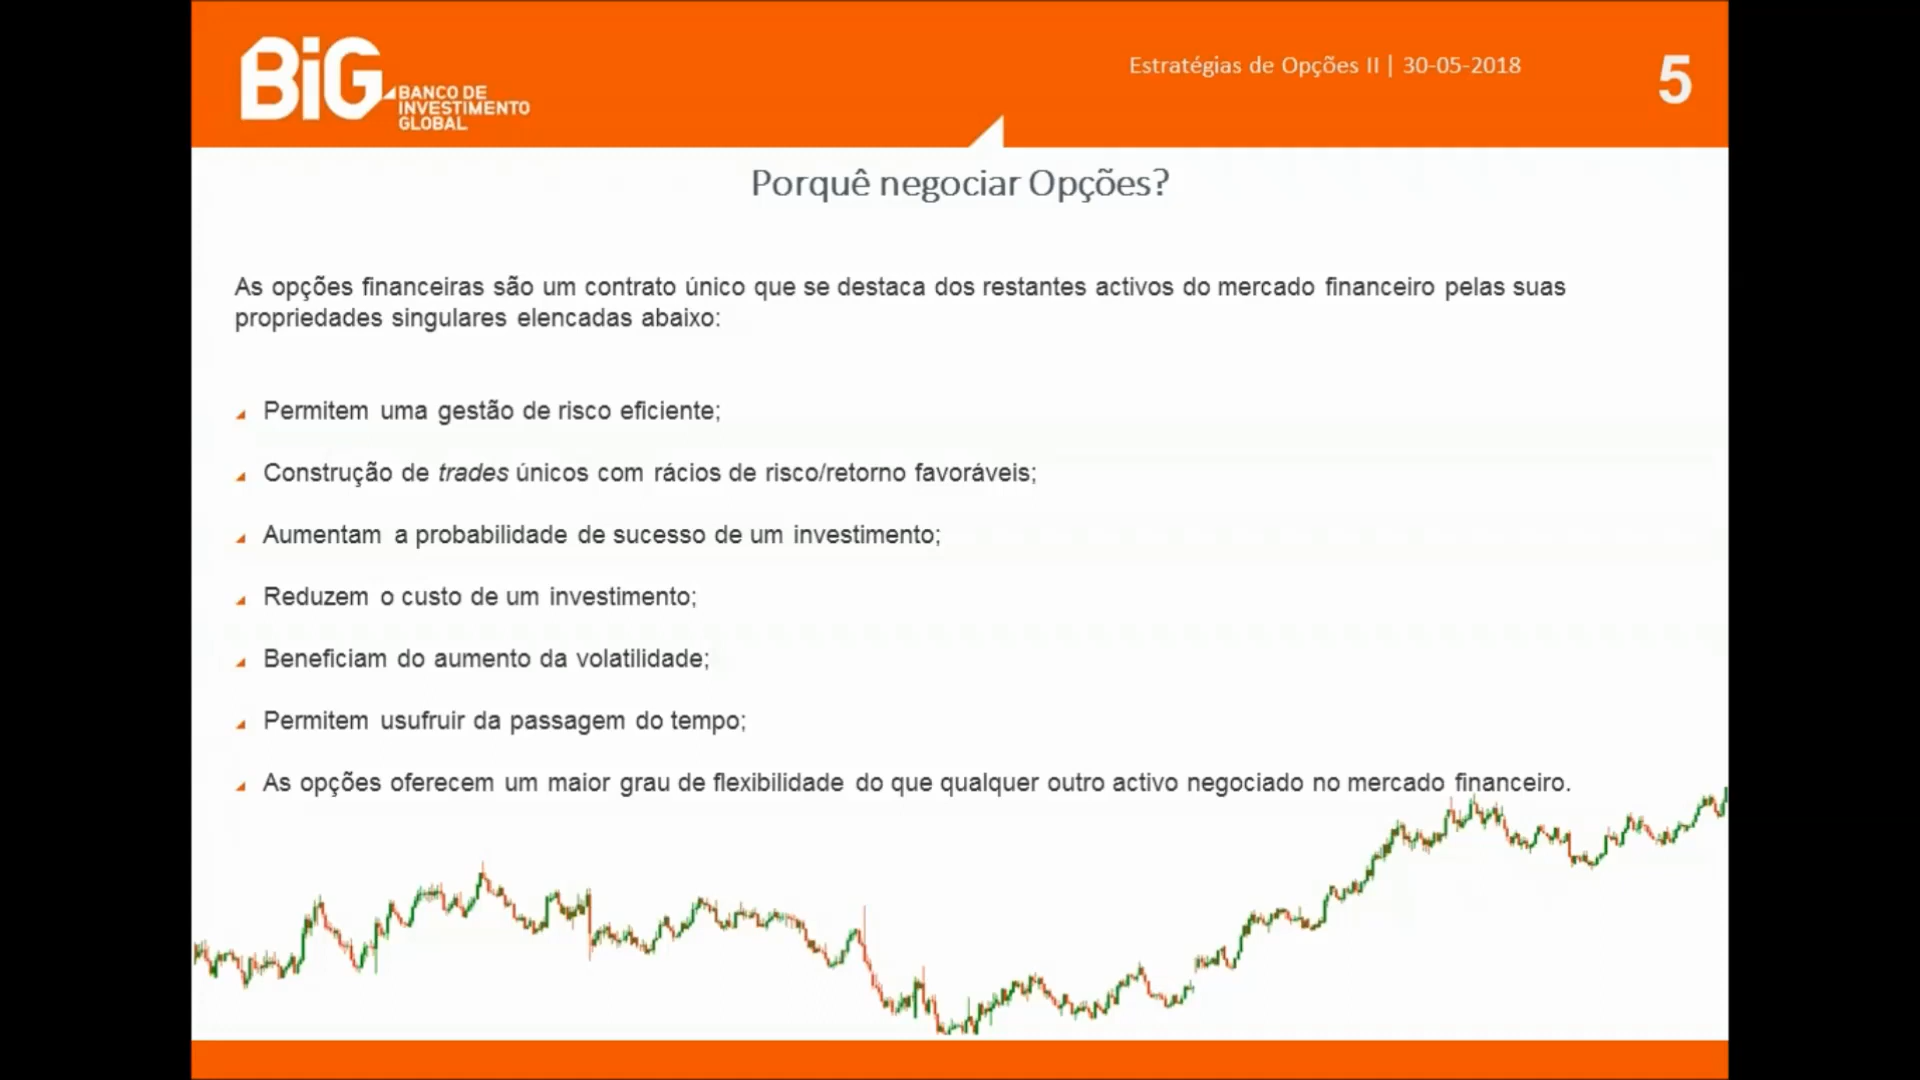 BiG BANCO DE
INVESTIMENTO
GLOBAL
Estratégias de Opções II | 30-05-2018
5
Porquê negociar Opções?
As opções financeiras são um contrato único que se destaca dos restantes activos do mercado financeiro pelas suas
propriedades singulares elencadas abaixo:
Permitem uma gestão de risco eficiente;
Construção de trades únicos com rácios de risco/retorno favoráveis;
Aumentam a probabilidade de sucesso de um investimento;
Reduzem o custo de um investimento;
Beneficiam do aumento da volatilidade;
Permitem usufruir da passagem do tempo;
As opções oferecem um maior grau de flexibilidade do que qualquer outro activo negociado no mercado financeiro.